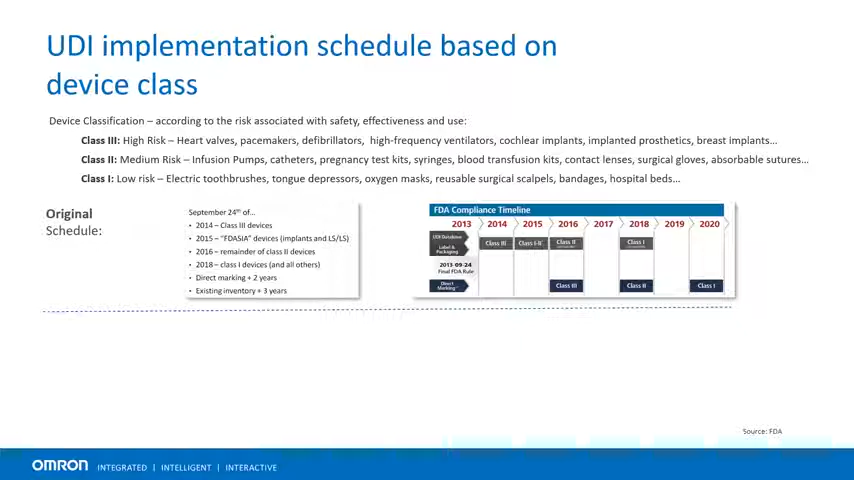 UDI implementation schedule based on
device class
Device Classification – according to the risk associated with safety, effectiveness and use:
Class III: High Risk – Heart valves, pacemakers, defibrillators, high-frequency ventilators, cochlear implants, implanted prosthetics, breast implants...
Class II: Medium Risk – Infusion Pumps, catheters, pregnancy test kits, syringes, blood transfusion kits, contact lenses, surgical gloves, absorbable sutures...
Class I: Low risk – Electric toothbrushes, tongue depressors, oxygen masks, reusable surgical scalpels, bandages, hospital beds...
Original
Schedule:
September 24th of...
• 2014 – Class III devices
• 2015 – "FDASIA" devices (implants and LS/LS)
• 2016 – remainder of class II devices
• 2018 – class I devices (and all others)
• Direct marking + 2 years
• Existing inventory + 3 years
FDA Compliance Timeline
2013 2014 2015 2016 2017 2018 2019 2020
UDI Database
Label &
Packaging
Class III Class I-II Class II Class I
2013-09-24
Final FDA Rule
Direct
Marking
Class III Class II Class I
Source: FDA
OMRON INTEGRATED | INTELLIGENT | INTERACTIVE